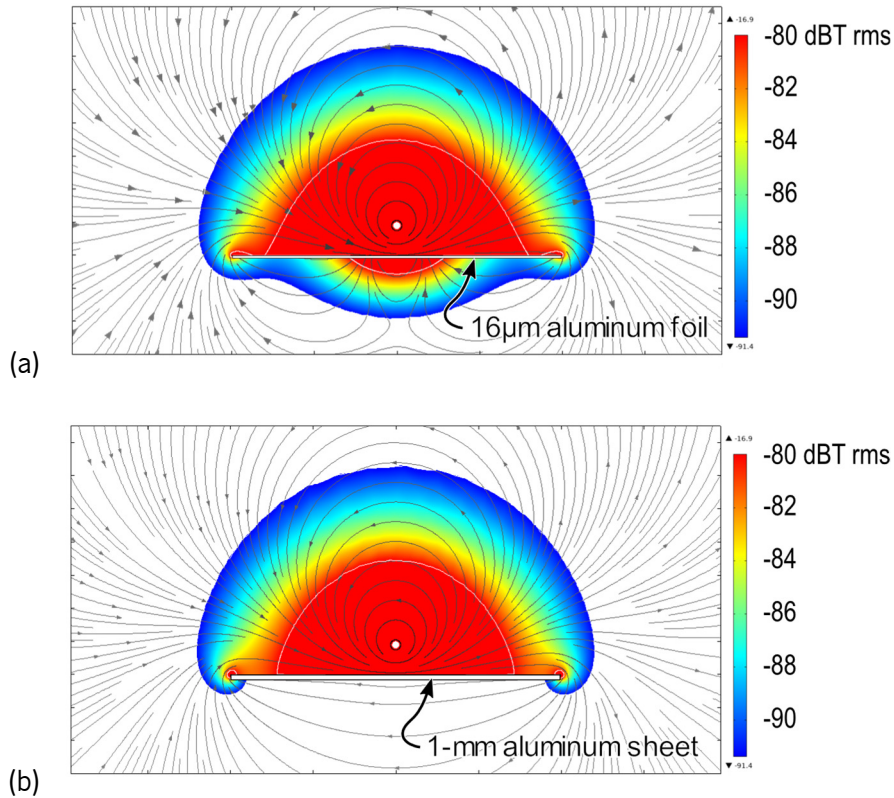 ▲ -16.9
-80 dBT rms
-82
-84
-86
-88
-90
▼ -91.4
16µm aluminum foil
(a)
▲ -16.9
-80 dBT rms
-82
-84
-86
-88
-90
▼ -91.4
1-mm aluminum sheet
(b)